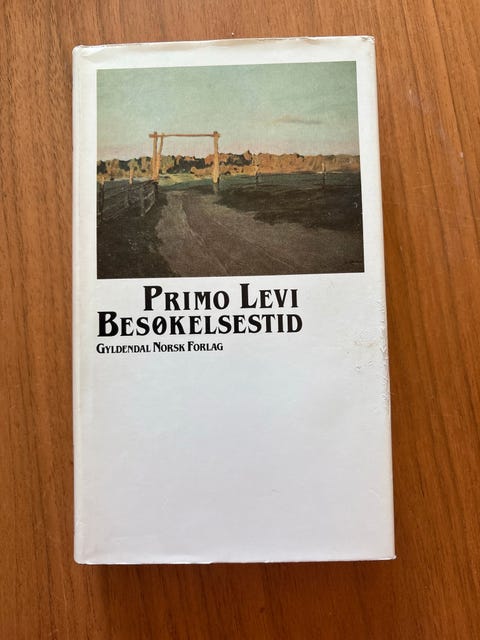 PRIMO LEVI
BESØKELSESTID
GYLDENDAL NORSK FORLAG